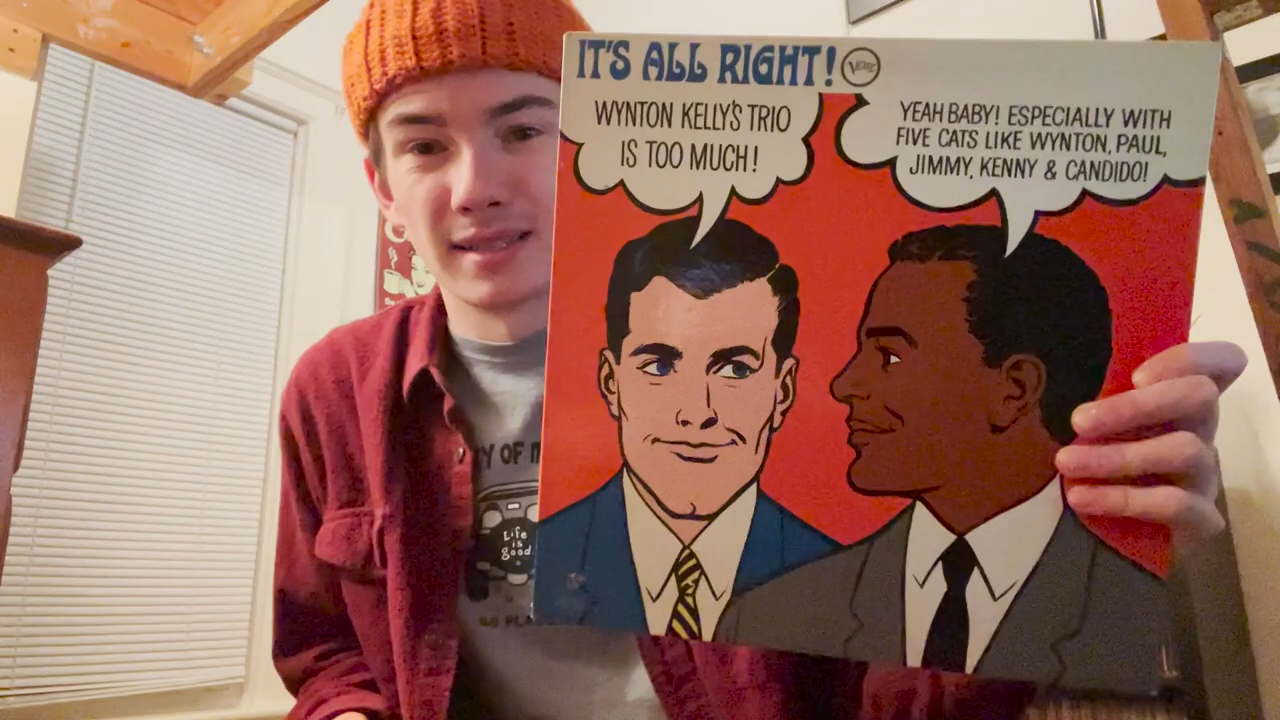 IT'S ALL RIGHT!
Verve
WYNTON KELLY'S TRIO
IS TOO MUCH!
YEAH BABY! ESPECIALLY WITH
FIVE CATS LIKE WYNTON, PAUL,
JIMMY, KENNY & CANDIDO!
Life
is
good.